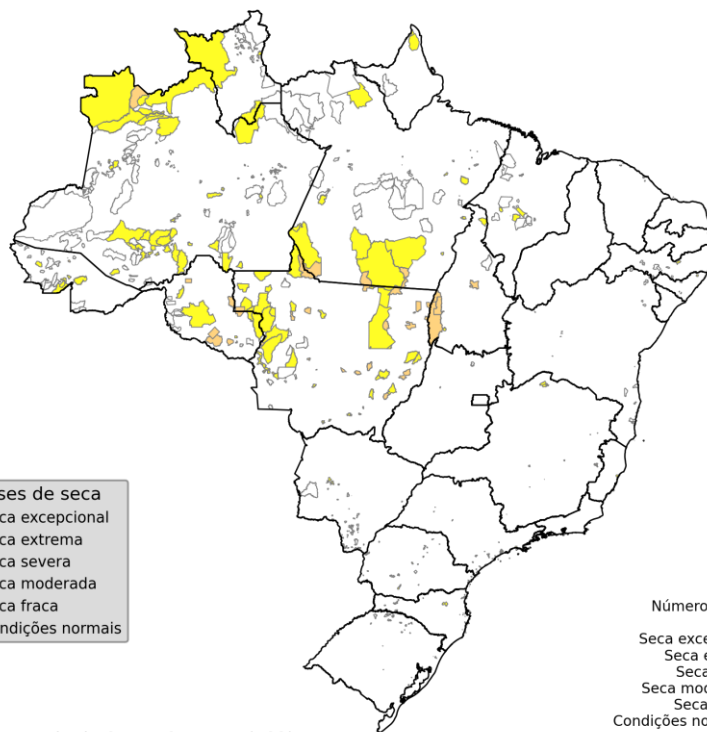 ses de seca
ca excepcional
ca extrema
ca severa
ca moderada
ca fraca
ndições normais
Número
Seca exce
Seca e
Seca
Seca mod
Seca
Condições no